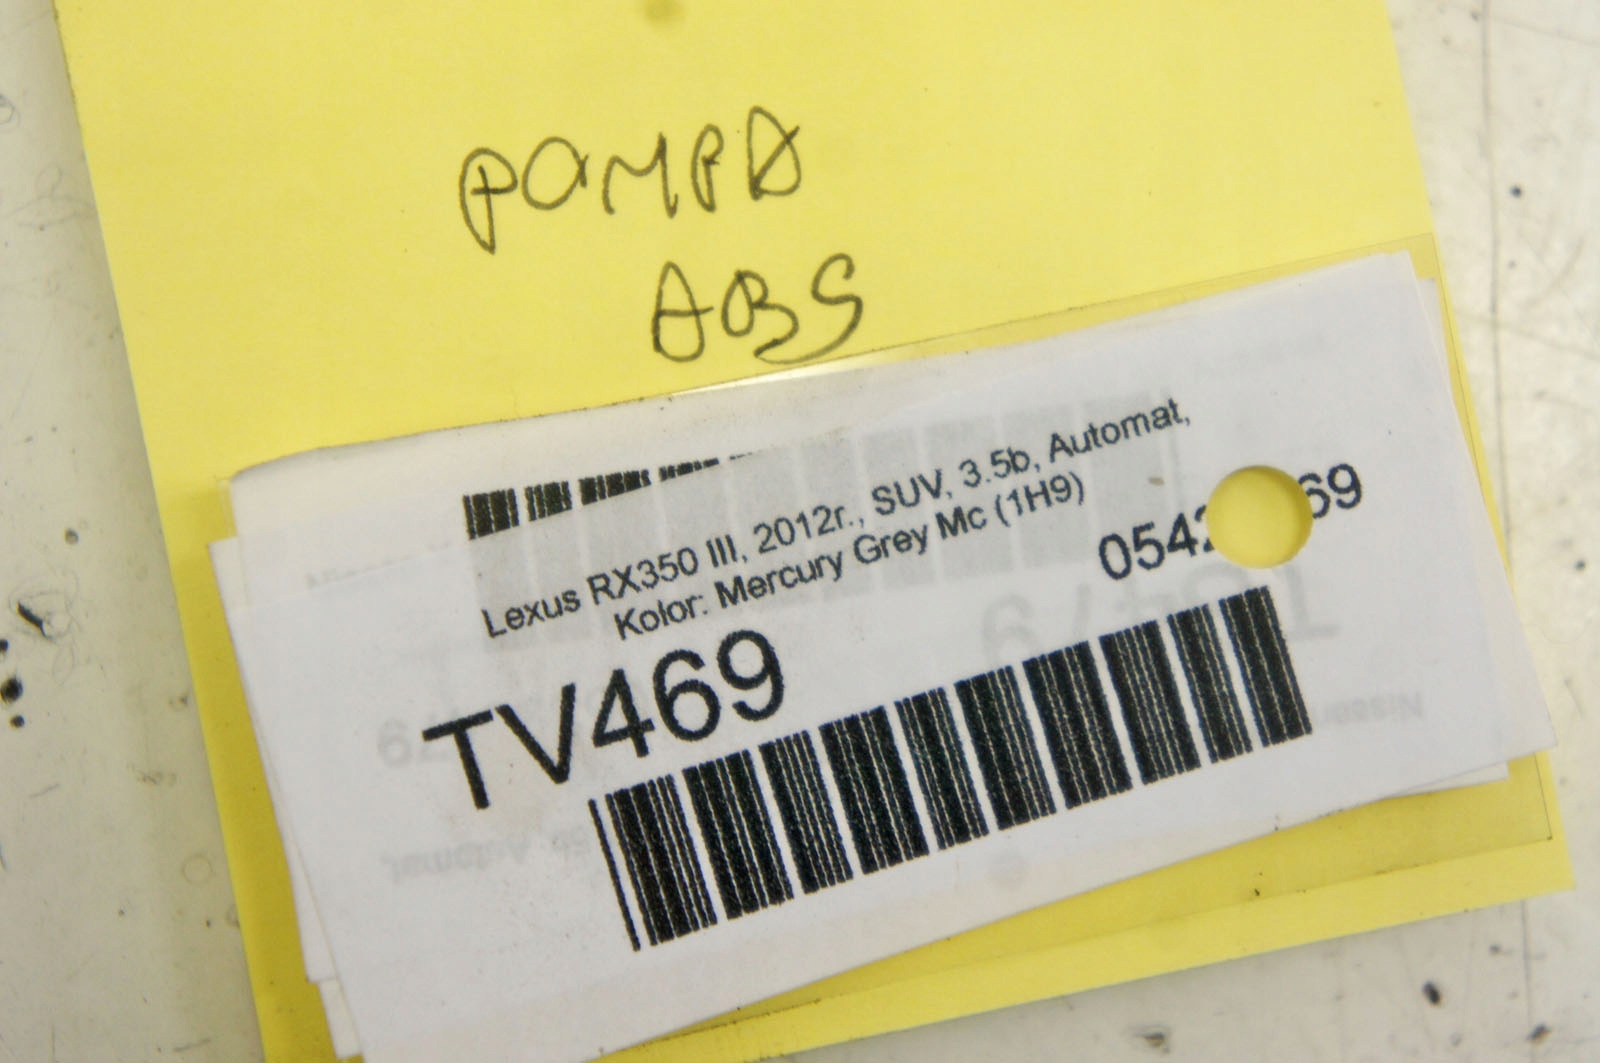 POMPA
ABS
Lexus RX350 III, 2012r., SUV, 3.5b, Automat,
Kolor: Mercury Grey Mc (1H9)
TV469